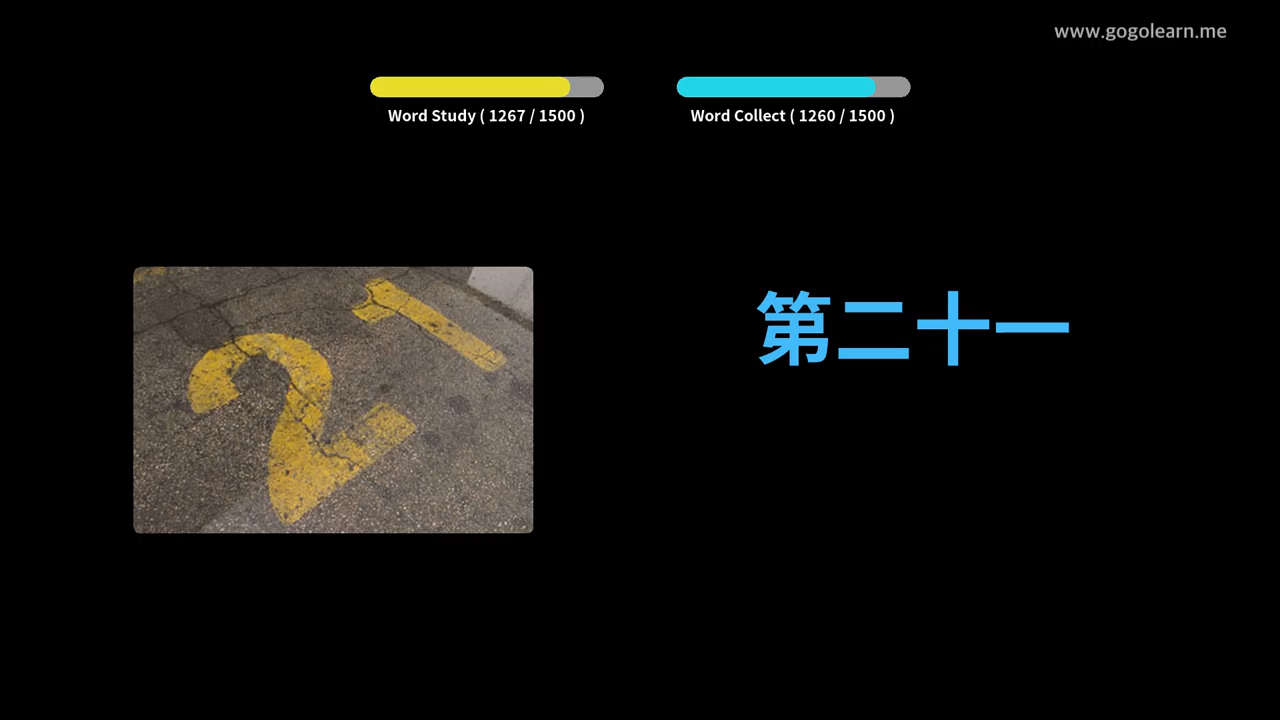 www.gogolearn.me
Word Study ( 1267 / 1500 )
Word Collect ( 1260 / 1500 )
21
第二十一